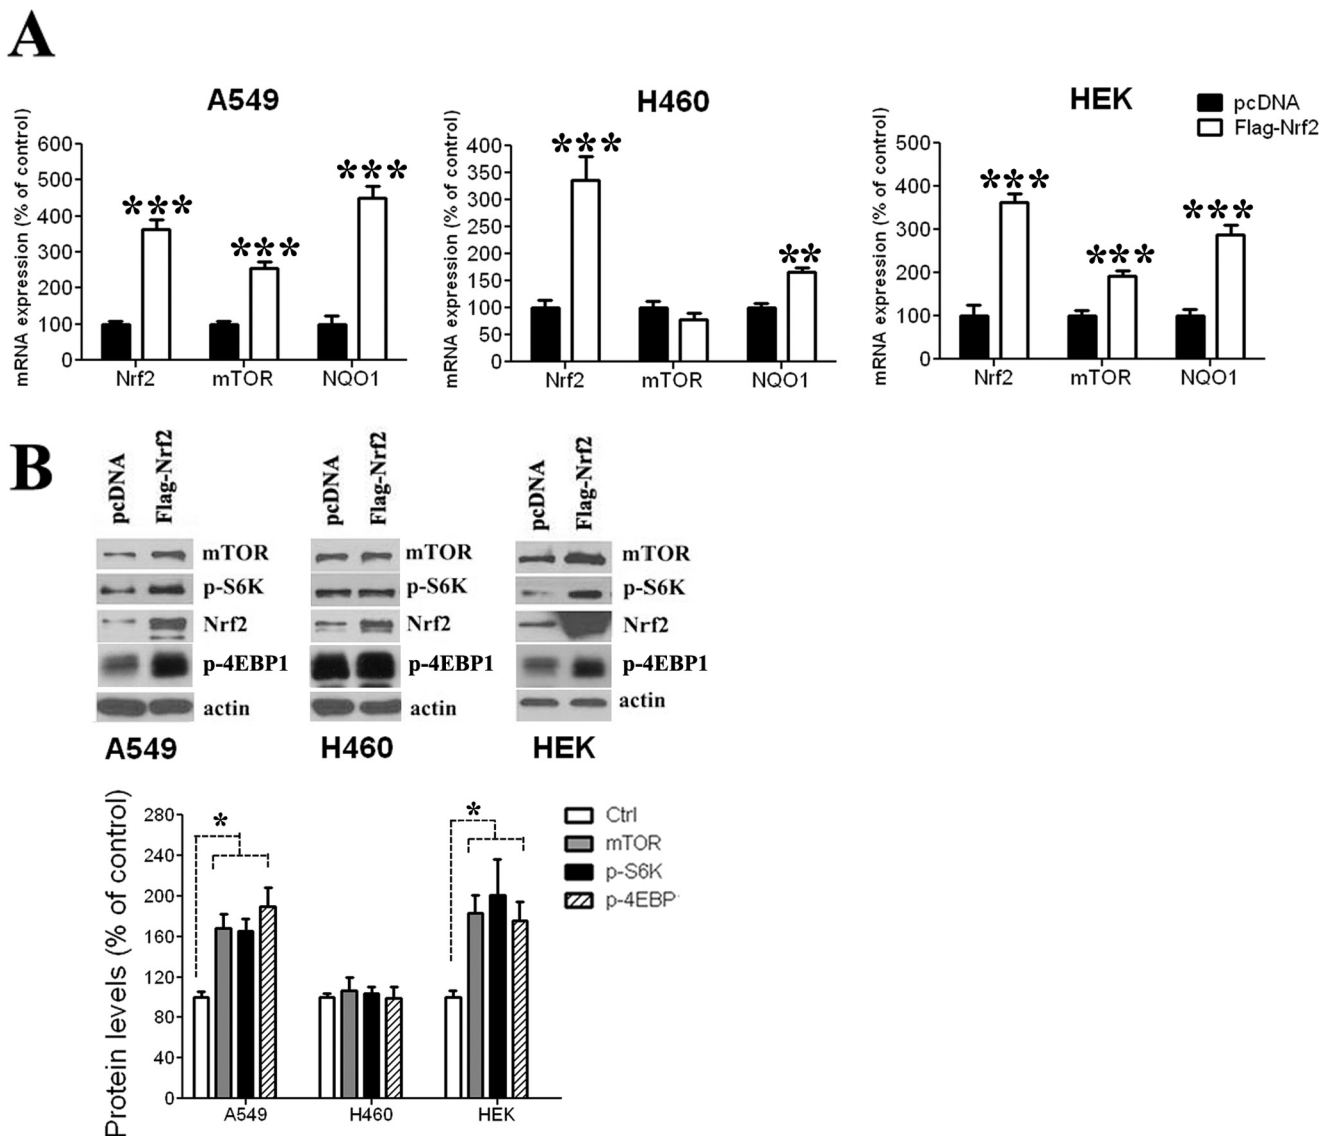 A
A549
mRNA expression (% of control)
600
500
400
300
200
100
0
***
***
***
Nrf2 mTOR NQO1
H460
mRNA expression (% of control)
400
350
300
250
200
150
100
50
0
***
**
Nrf2 mTOR NQO1
HEK
mRNA expression (% of control)
500
400
300
200
100
0
***
***
***
Nrf2 mTOR NQO1
pcDNA
Flag-Nrf2
B
pcDNA
Flag-Nrf2
mTOR
p-S6K
Nrf2
p-4EBP1
actin
A549
pcDNA
Flag-Nrf2
mTOR
p-S6K
Nrf2
p-4EBP1
actin
H460
pcDNA
Flag-Nrf2
mTOR
p-S6K
Nrf2
p-4EBP1
actin
HEK
Protein levels (% of control)
280
240
200
160
120
80
40
0
*
*
A549 H460 HEK
Ctrl
mTOR
p-S6K
p-4EBP